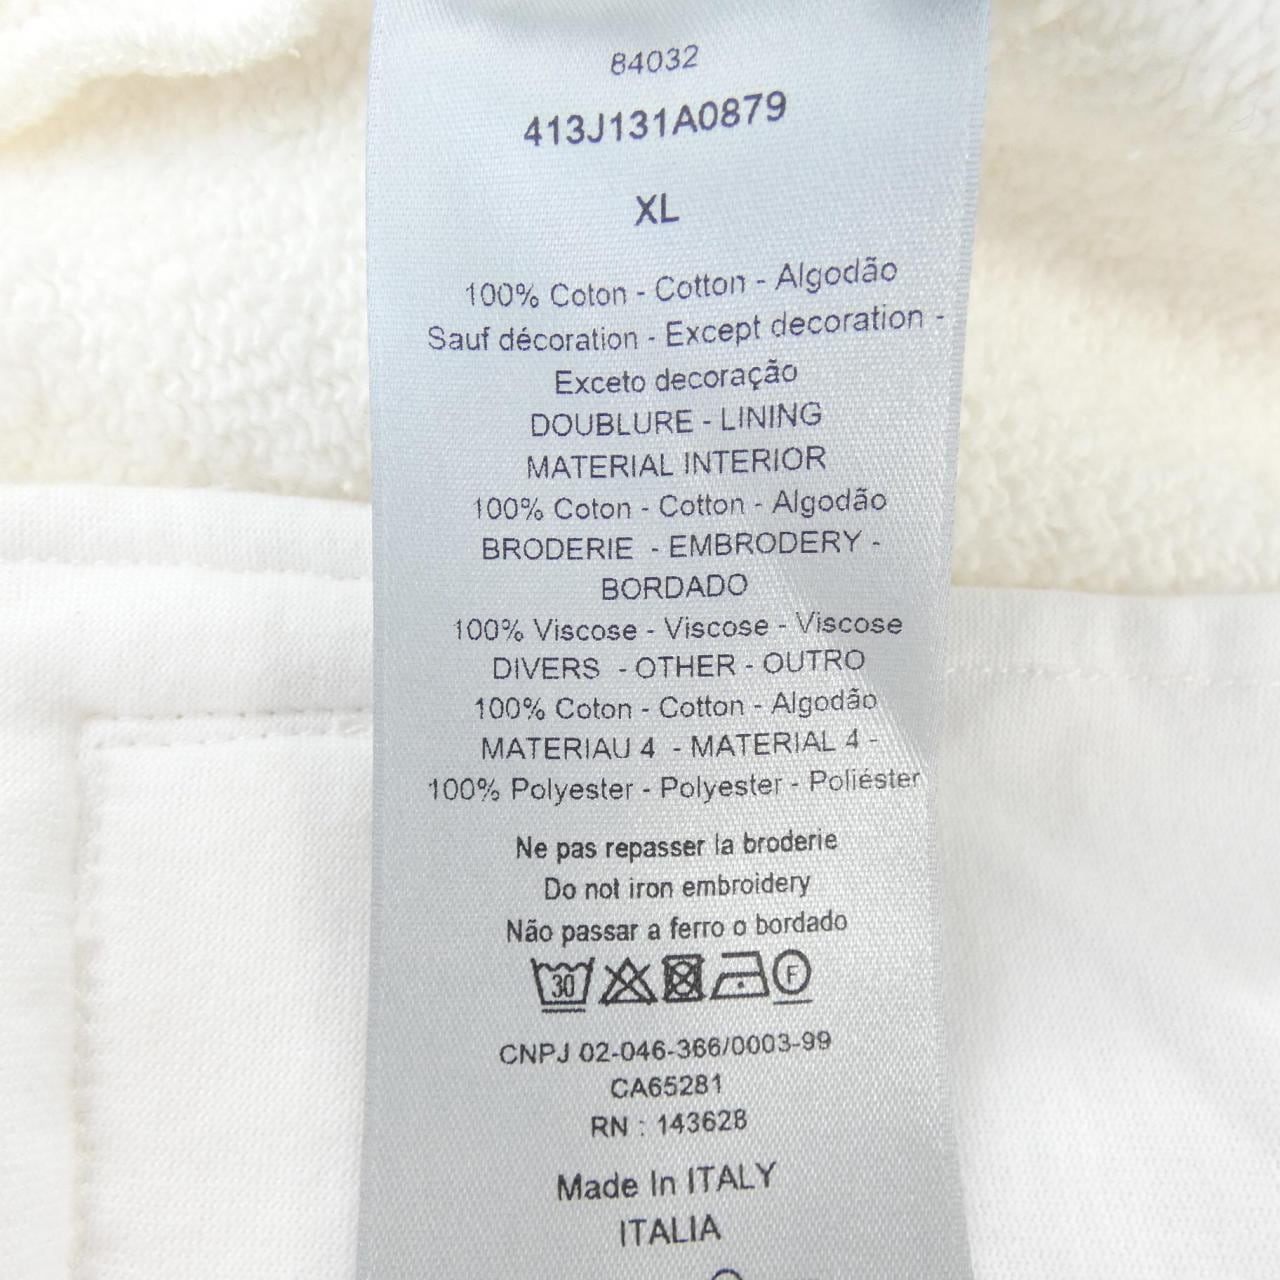 84032
413J131A0879
XL
100% Coton - Cotton - Algodão
Sauf décoration - Except decoration -
Exceto decoração
DOUBLURE - LINING
MATERIAL INTERIOR
100% Coton - Cotton - Algodão
BRODERIE - EMBRODERY -
BORDADO
100% Viscose - Viscose - Viscose
DIVERS - OTHER - OUTRO
100% Coton - Cotton - Algodão
MATERIAU 4 - MATERIAL 4 -
100% Polyester - Polyester - Poliéster
Ne pas repasser la broderie
Do not iron embroidery
Não passar a ferro o bordado
30 F
CNPJ 02-046-366/0003-99
CA65281
RN : 143628
Made In ITALY
ITALIA